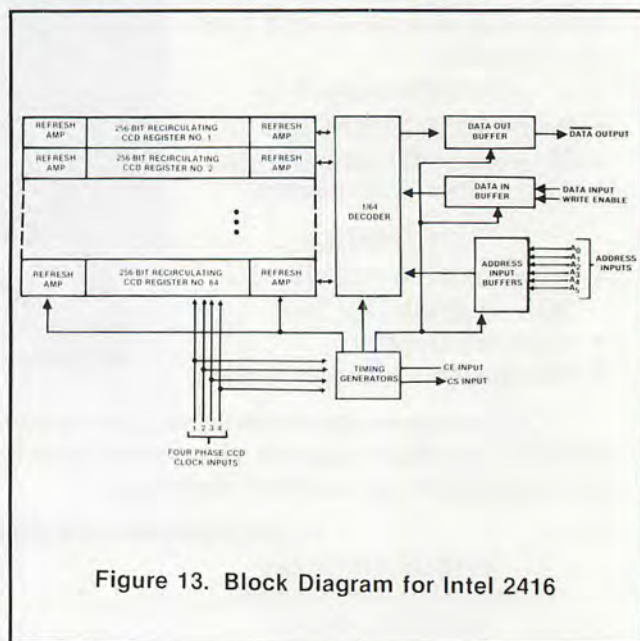 REFRESH AMP
256-BIT RECIRCULATING CCD REGISTER NO. 1
REFRESH AMP
REFRESH AMP
256-BIT RECIRCULATING CCD REGISTER NO. 2
REFRESH AMP
REFRESH AMP
256-BIT RECIRCULATING CCD REGISTER NO. 64
REFRESH AMP
1/64 DECODER
DATA OUT BUFFER
DATA OUTPUT
DATA IN BUFFER
DATA INPUT
WRITE ENABLE
ADDRESS INPUT BUFFERS
A0
A1
A2
A3
A4
A5
ADDRESS INPUTS
TIMING GENERATORS
CE INPUT
CS INPUT
1 2 3 4
FOUR PHASE CCD CLOCK INPUTS
Figure 13. Block Diagram for Intel 2416